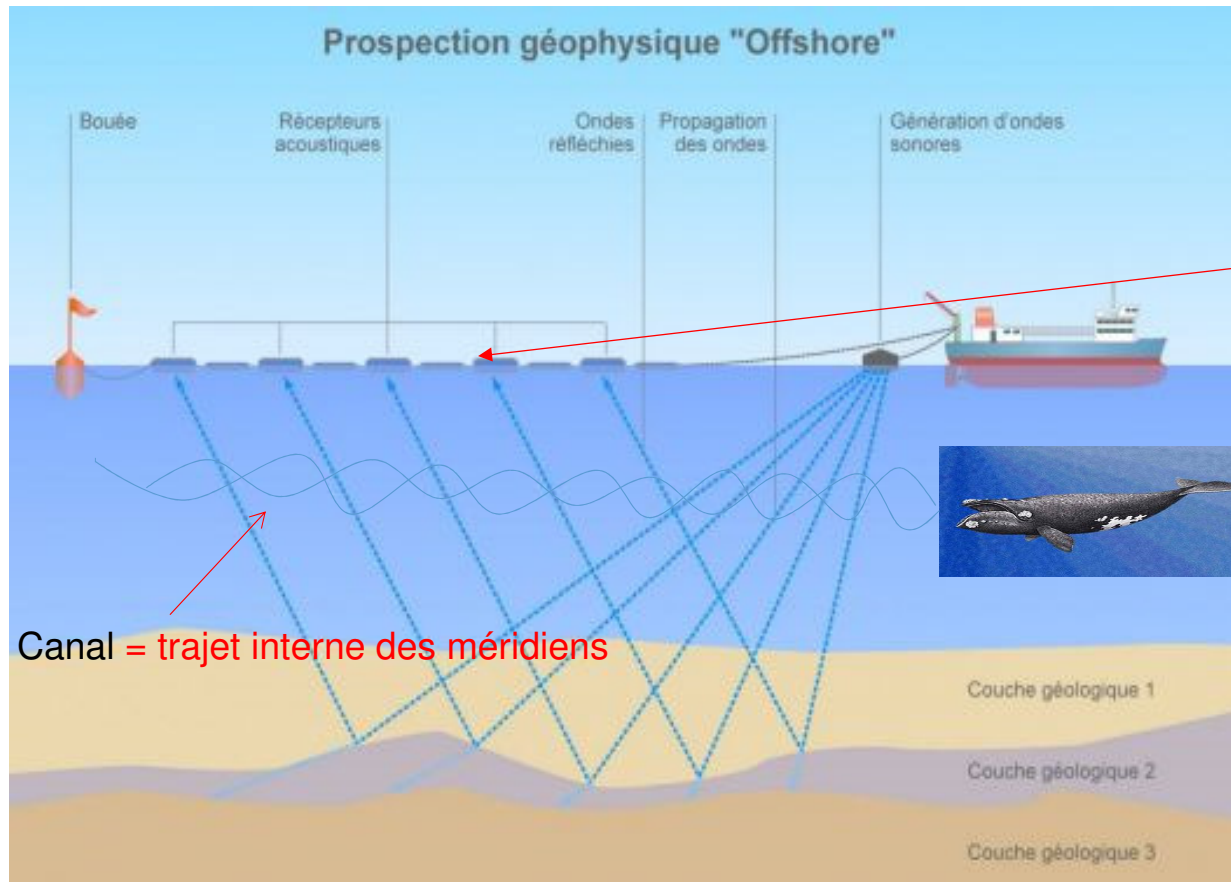 Prospection géophysique "Offshore"
Bouée
Récepteurs
acoustiques
Ondes
réfléchies
Propagation
des ondes
Génération d'ondes
sonores
Canal = trajet interne des méridiens
Couche géologique 1
Couche géologique 2
Couche géologique 3